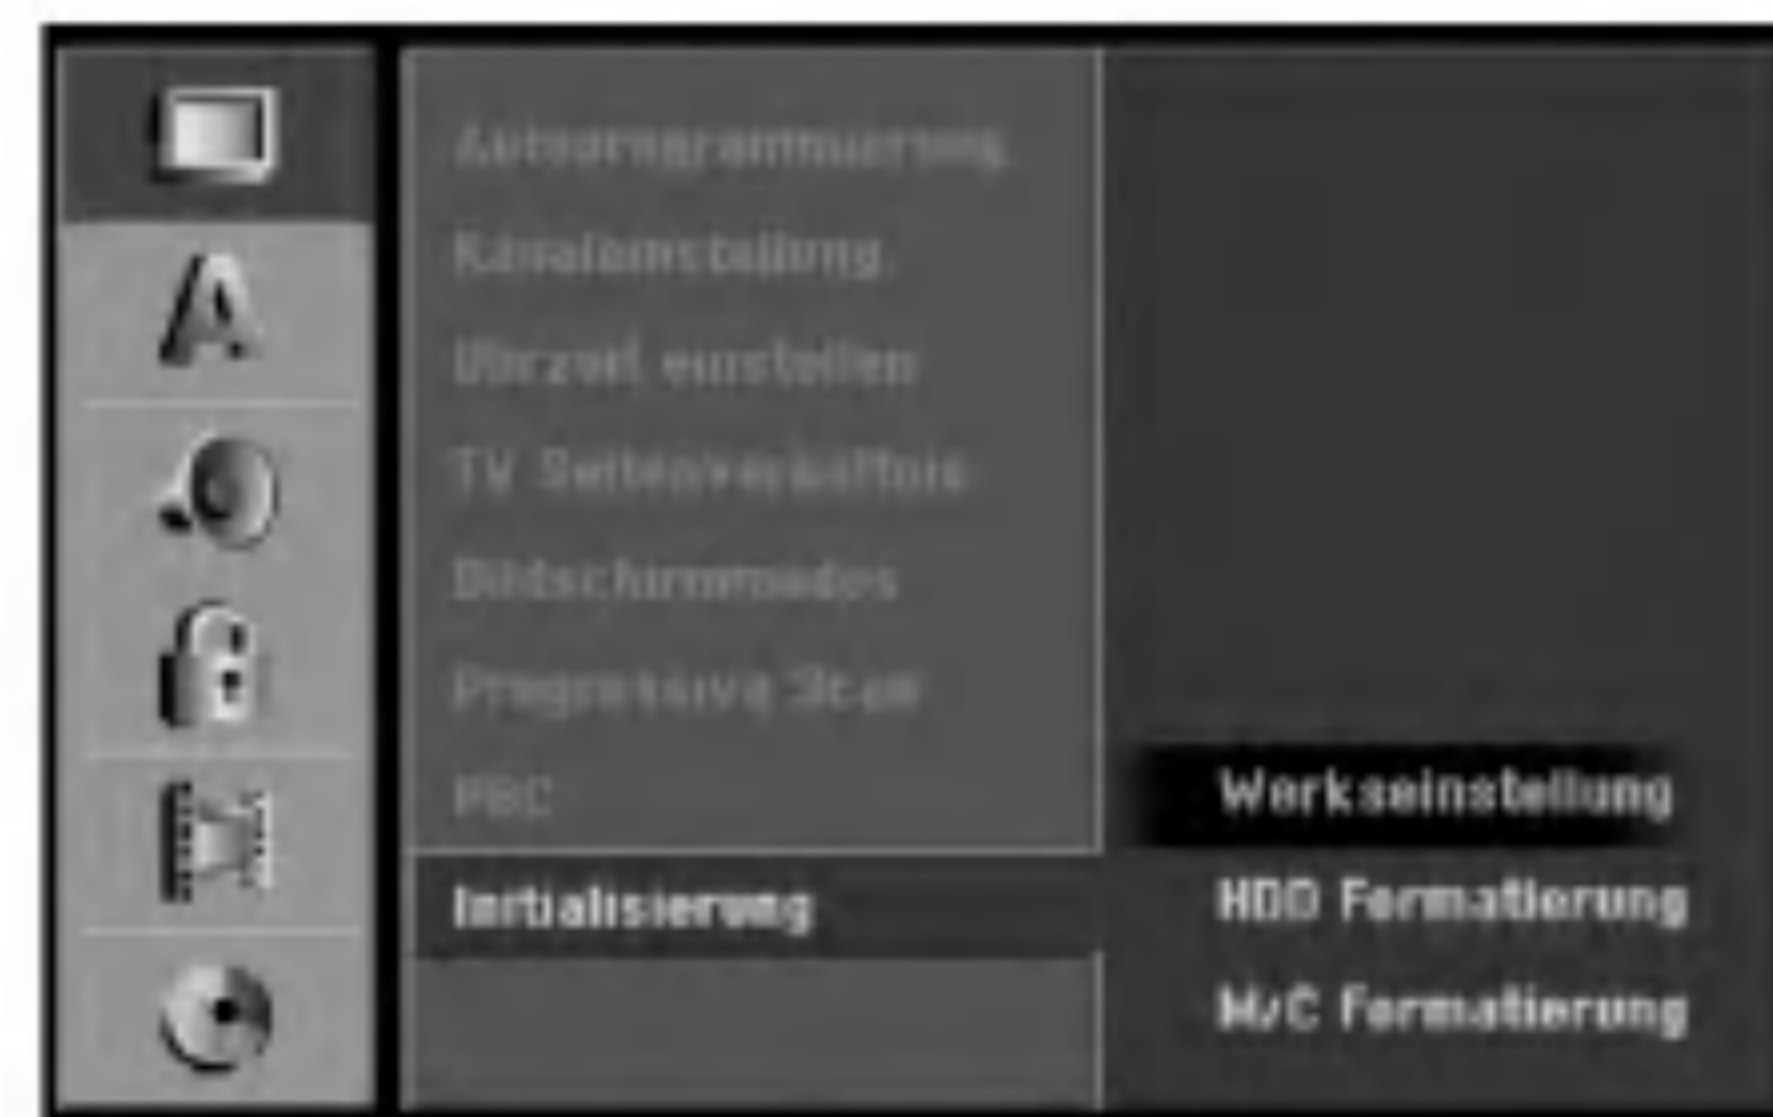 A
Autoprogrammierung
Kanaleinstellung
Uhrzeit einstellen
TV Seitenverhältnis
Bildschirmmodus
Progressive Scan
PBC
Initialisierung
Werkseinstellung
HDD Formatierung
M/C Formatierung